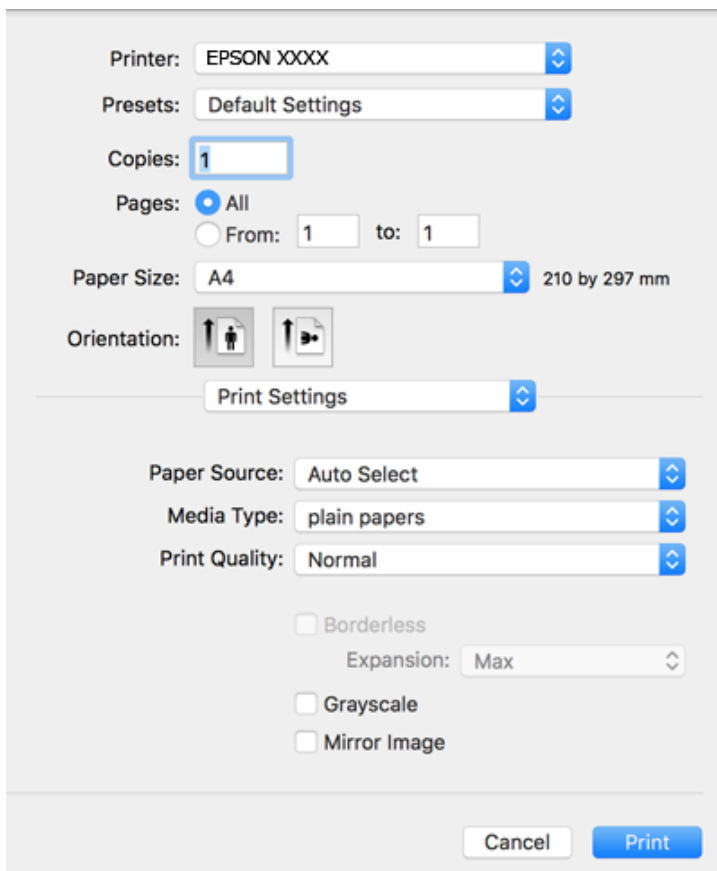 Printer: EPSON XXXX
Presets: Default Settings
Copies: 1
Pages: All
From: 1 to: 1
Paper Size: A4 210 by 297 mm
Orientation:
Print Settings
Paper Source: Auto Select
Media Type: plain papers
Print Quality: Normal
Borderless
Expansion: Max
Grayscale
Mirror Image
Cancel Print